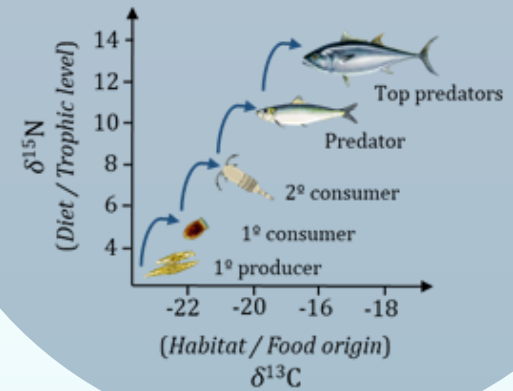 δ15N
(Diet / Trophic level)
14
12
10
8
6
4
Top predators
Predator
2º consumer
1º consumer
1º producer
-22 -20 -16 -18
(Habitat / Food origin)
δ13C